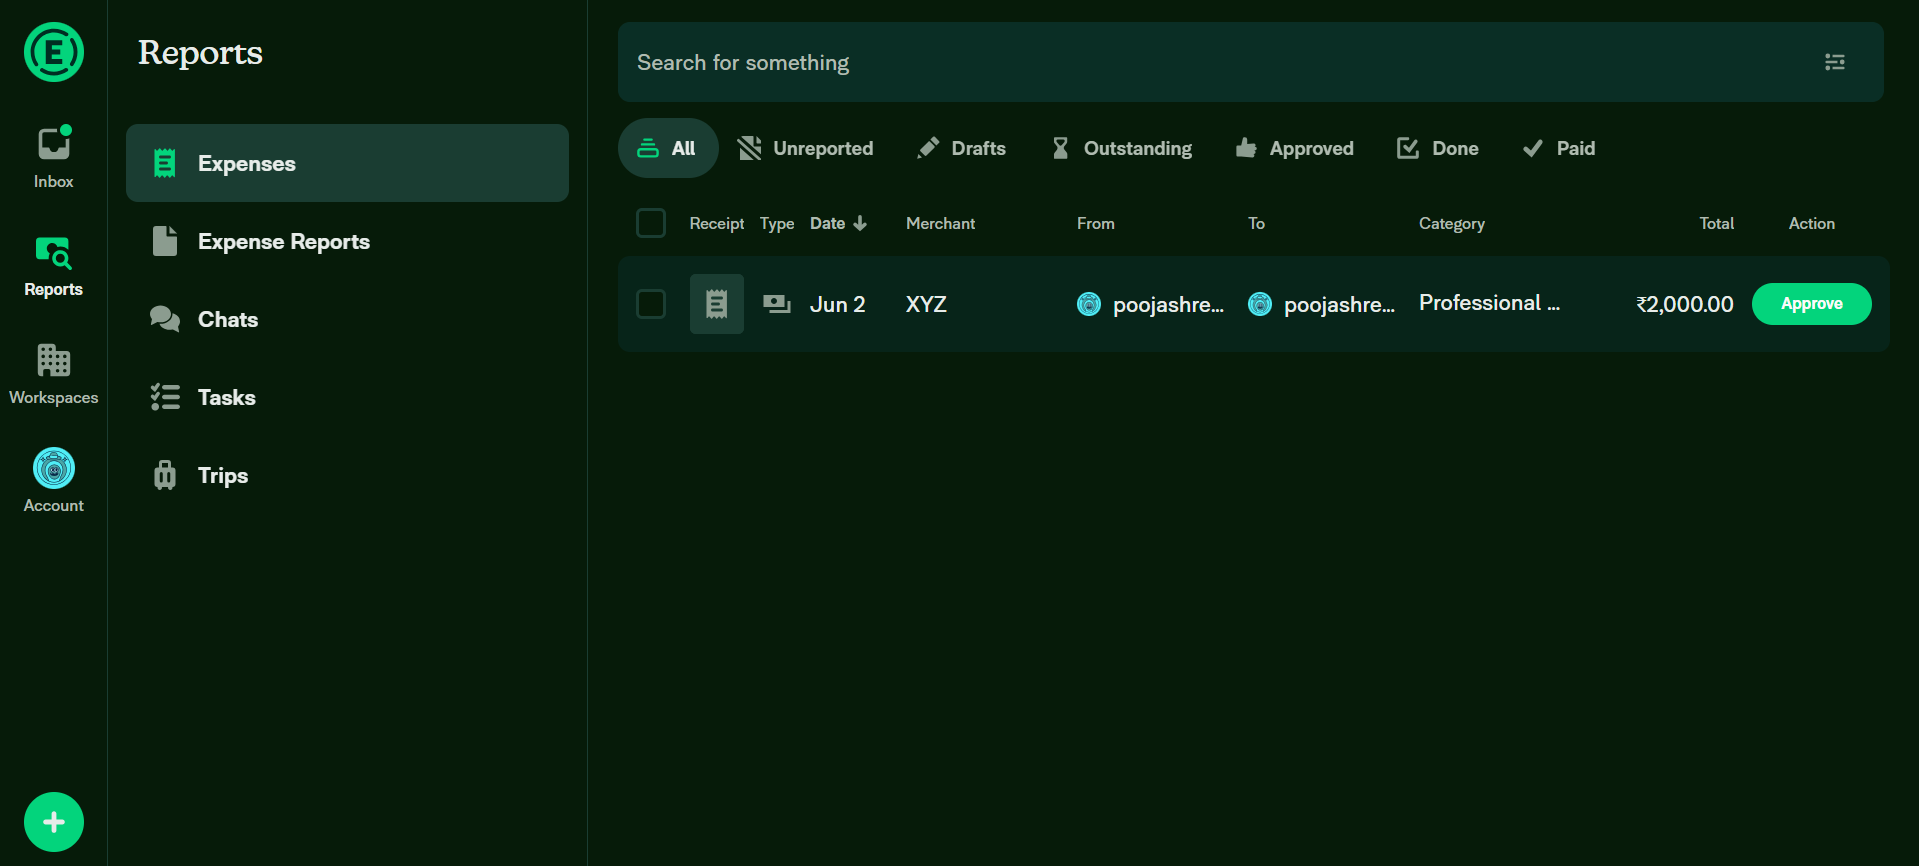 E
Reports
Inbox
Reports
Workspaces
Account
Expenses
Expense Reports
Chats
Tasks
Trips
Search for something
All Unreported Drafts Outstanding Approved Done Paid
Receipt Type Date Merchant From To Category Total Action
Jun 2 XYZ poojashre... poojashre... Professional ... ₹2,000.00 Approve